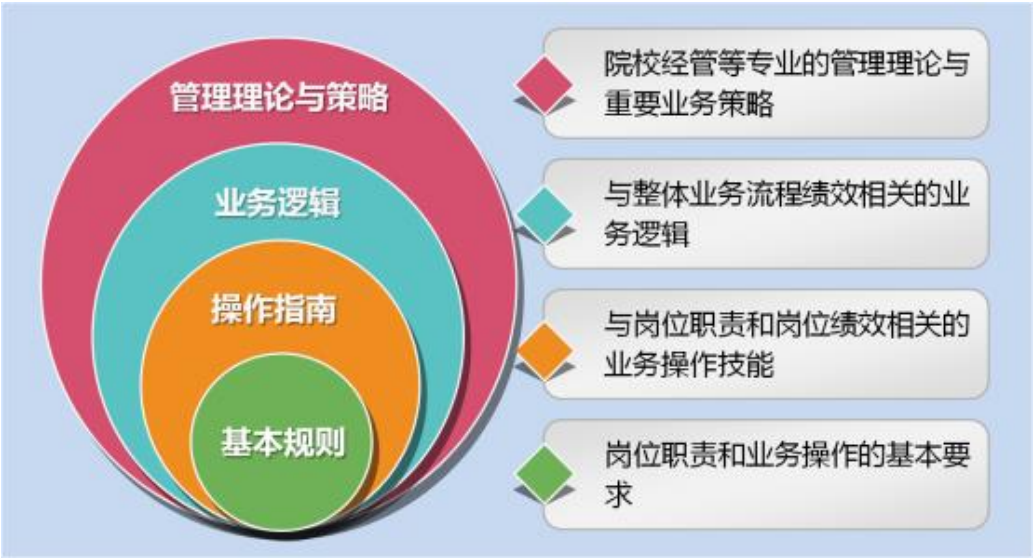 管理理论与策略
业务逻辑
操作指南
基本规则
院校经管等专业的管理理论与
重要业务策略
与整体业务流程绩效相关的业
务逻辑
与岗位职责和岗位绩效相关的
业务操作技能
岗位职责和业务操作的基本要
求